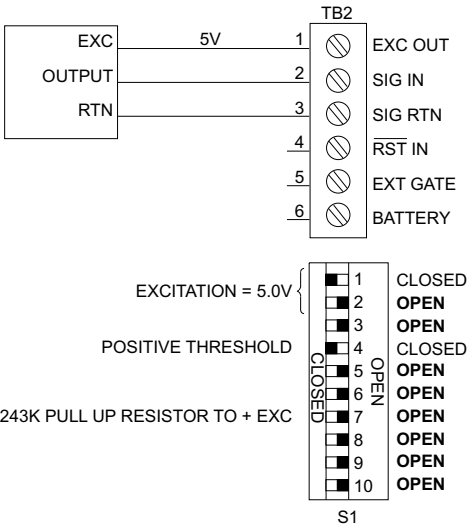 TB2
EXC 5V 1 EXC OUT
OUTPUT 2 SIG IN
RTN 3 SIG RTN
4 RST IN
5 EXT GATE
6 BATTERY
EXCITATION = 5.0V
1 CLOSED
2 OPEN
3 OPEN
POSITIVE THRESHOLD 4 CLOSED
5 OPEN
6 OPEN
243K PULL UP RESISTOR TO + EXC 7 OPEN
8 OPEN
9 OPEN
10 OPEN
CLOSED
OPEN
S1